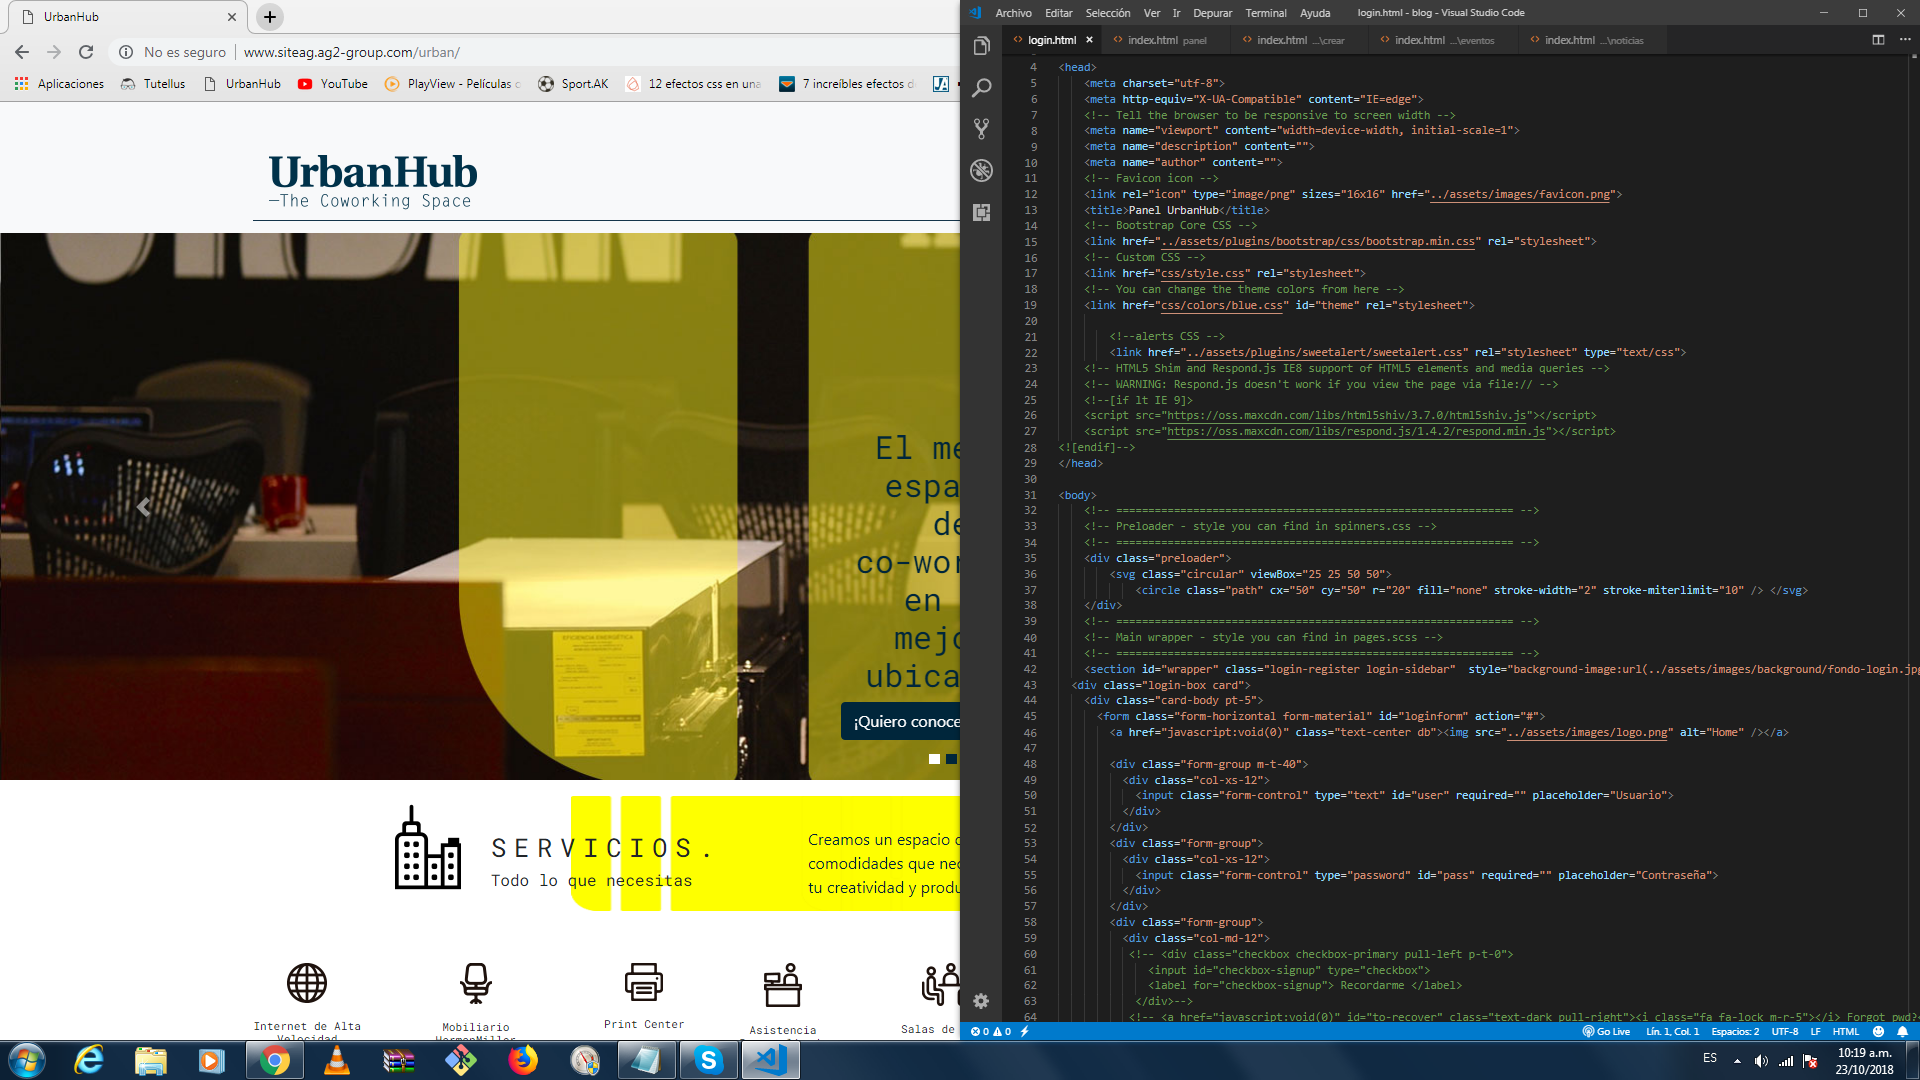 UrbanHub
No es seguro
www.siteag.ag2-group.com/urban/
Aplicaciones
Tutellus
UrbanHub
YouTube
PlayView - Películas
Sport.AK
12 efectos css en una
7 increíbles efectos d
UrbanHub
—The Coworking Space
El me
espa
de
co-wor
en
mejo
ubica
EFICIENCIA ENERGÉTICA
¡Quiero conoce
SERVICIOS.
Todo lo que necesitas
Creamos un espacio
comodidades que nec
tu creatividad y produ
Internet de Alta
Velocidad
Mobiliario
HermanMiller
Print Center
Asistencia
Salas de
Archivo Editar Selección Ver Ir Depurar Terminal Ayuda
login.html - blog - Visual Studio Code
login.html
index.html panel
index.html ...\crear
index.html ...\eventos
index.html ...\noticias
4 <head>
5 <meta charset="utf-8">
6 <meta http-equiv="X-UA-Compatible" content="IE=edge">
7 <!-- Tell the browser to be responsive to screen width -->
8 <meta name="viewport" content="width=device-width, initial-scale=1">
9 <meta name="description" content="">
10 <meta name="author" content="">
11 <!-- Favicon icon -->
12 <link rel="icon" type="image/png" sizes="16x16" href="../assets/images/favicon.png">
13 <title>Panel UrbanHub</title>
14 <!-- Bootstrap Core CSS -->
15 <link href="../assets/plugins/bootstrap/css/bootstrap.min.css" rel="stylesheet">
16 <!-- Custom CSS -->
17 <link href="css/style.css" rel="stylesheet">
18 <!-- You can change the theme colors from here -->
19 <link href="css/colors/blue.css" id="theme" rel="stylesheet">
20
21 <!--alerts CSS -->
22 <link href="../assets/plugins/sweetalert/sweetalert.css" rel="stylesheet" type="text/css">
23 <!-- HTML5 Shim and Respond.js IE8 support of HTML5 elements and media queries -->
24 <!-- WARNING: Respond.js doesn't work if you view the page via file:// -->
25 <!--[if lt IE 9]>
26 <script src="https://oss.maxcdn.com/libs/html5shiv/3.7.0/html5shiv.js"></script>
27 <script src="https://oss.maxcdn.com/libs/respond.js/1.4.2/respond.min.js"></script>
28 <![endif]-->
29 </head>
30
31 <body>
32 <!-- ============================================================== -->
33 <!-- Preloader - style you can find in spinners.css -->
34 <!-- ============================================================== -->
35 <div class="preloader">
36 <svg class="circular" viewBox="25 25 50 50">
37 <circle class="path" cx="50" cy="50" r="20" fill="none" stroke-width="2" stroke-miterlimit="10" /> </svg>
38 </div>
39 <!-- ============================================================== -->
40 <!-- Main wrapper - style you can find in pages.scss -->
41 <!-- ============================================================== -->
42 <section id="wrapper" class="login-register login-sidebar"  style="background-image:url(../assets/images/background/fondo-login.jpg
43 <div class="login-box card">
44 <div class="card-body pt-5">
45 <form class="form-horizontal form-material" id="loginform" action="#">
46 <a href="javascript:void(0)" class="text-center db"><img src="../assets/images/logo.png" alt="Home" /></a>
47
48 <div class="form-group m-t-40">
49 <div class="col-xs-12">
50 <input class="form-control" type="text" id="user" required="" placeholder="Usuario">
51 </div>
52 </div>
53 <div class="form-group">
54 <div class="col-xs-12">
55 <input class="form-control" type="password" id="pass" required="" placeholder="Contraseña">
56 </div>
57 </div>
58 <div class="form-group">
59 <div class="col-md-12">
60 <!-- <div class="checkbox checkbox-primary pull-left p-t-0">
61 <input id="checkbox-signup" type="checkbox">
62 <label for="checkbox-signup"> Recordarme </label>
63 </div>-->
64 <!-- <a href="javascript:void(0)" id="to-recover" class="text-dark pull-right"><i class="fa fa-lock m-r-5"></i> Forgot pwd?<
0 0
Go Live
Lín. 1, Col. 1
Espacios: 2
UTF-8
LF
HTML
ES
10:19 a.m.
23/10/2018